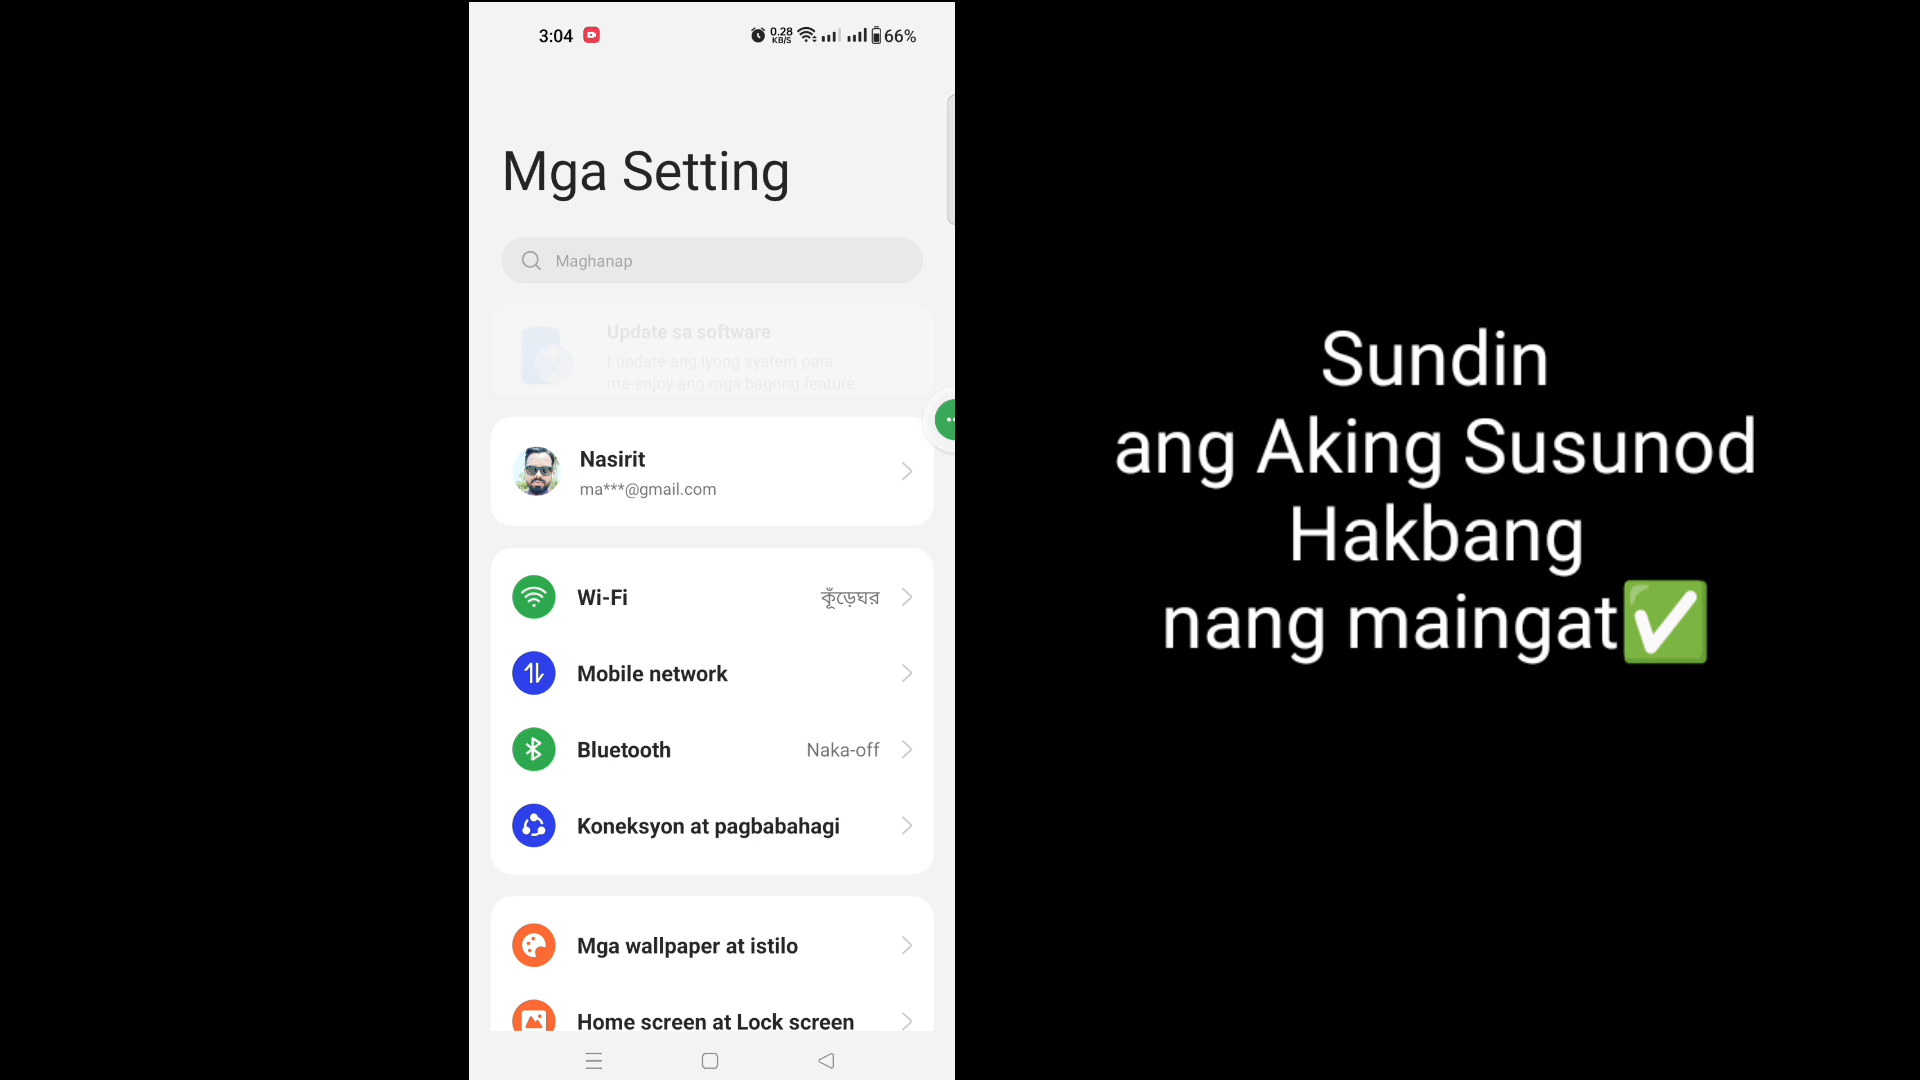 3:04
0.28
KB/S
66%
Mga Setting
Maghanap
Update sa software
I-update ang iyong system para
ma-enjoy ang mga bagong feature.
Nasirit
ma***@gmail.com
Wi-Fi
কূঁড়েঘর
Mobile network
Bluetooth
Naka-off
Koneksyon at pagbabahagi
Mga wallpaper at istilo
Home screen at Lock screen
Sundin
ang Aking Susunod
Hakbang
nang maingat✅